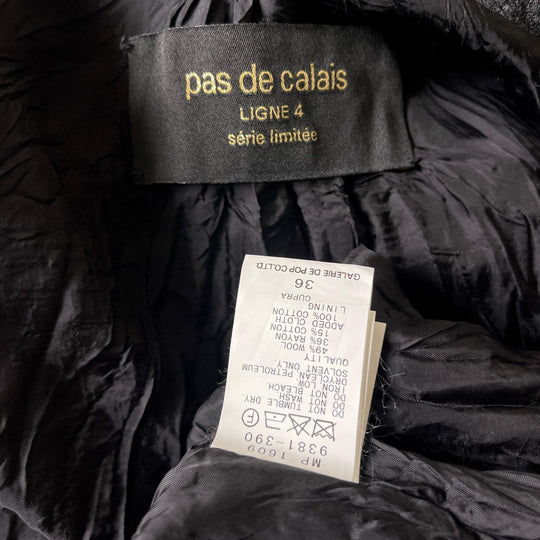 pas de calais
LIGNE 4
série limitée
MP 1609
9381-390
F
DO NOT TUMBLE DRY
DO NOT WASH
DO NOT BLEACH
IRON LOW
DRYCLEAN, PETROLEUM
SOLVENT ONLY.
QUALITY
49% WOOL
36% RAYON
15% COTTON
ADDED CLOTH
100% COTTON
LINING
CUPRA
36
GALERIE DE POP CO.LTD.